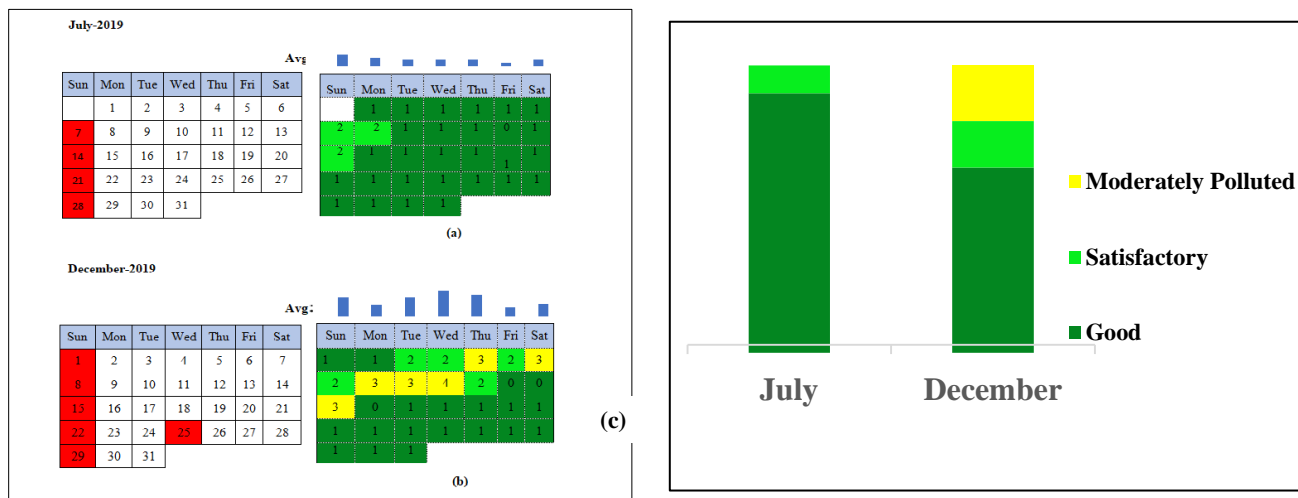 July-2019
Avg
Sun Mon Tue Wed Thu Fri Sat
1 2 3 4 5 6
7 8 9 10 11 12 13
14 15 16 17 18 19 20
21 22 23 24 25 26 27
28 29 30 31
Sun Mon Tue Wed Thu Fri Sat
1 1 1 1 1 1
2 2 1 1 1 0 1
2 1 1 1 1 1 1
1 1 1 1 1 1 1
1 1 1 1
(a)
December-2019
Avg:
Sun Mon Tue Wed Thu Fri Sat
1 2 3 4 5 6 7
8 9 10 11 12 13 14
15 16 17 18 19 20 21
22 23 24 25 26 27 28
29 30 31
Sun Mon Tue Wed Thu Fri Sat
1 1 2 2 3 2 3
2 3 3 4 2 0 0
3 0 1 1 1 1 1
1 1 1 1 1 1 1
1 1 1
(b)
(c)
Moderately Polluted
Satisfactory
Good
July December